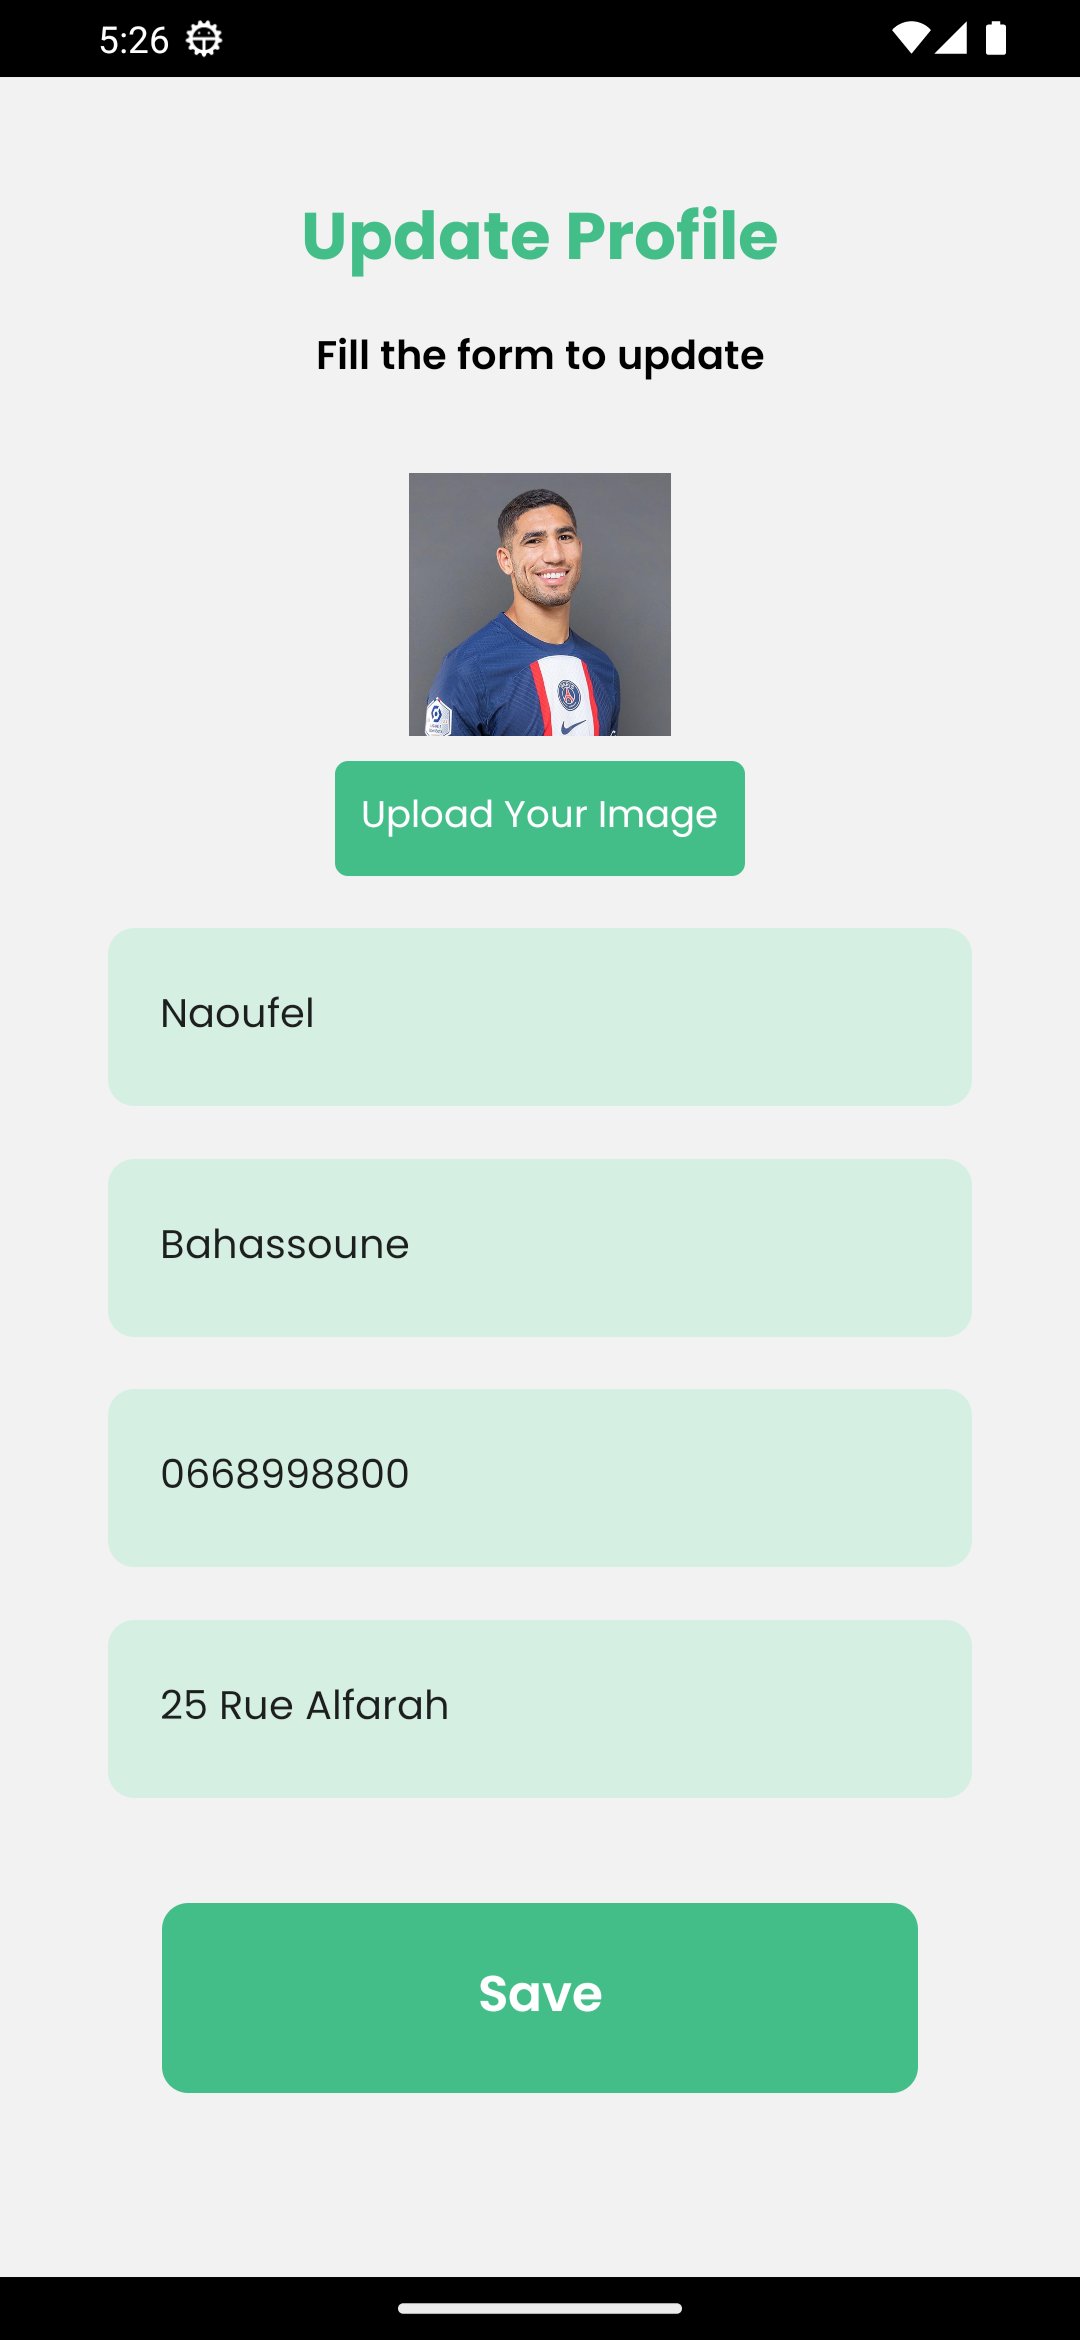 5:26
Update Profile
Fill the form to update
Upload Your Image
Naoufel
Bahassoune
0668998800
25 Rue Alfarah
Save